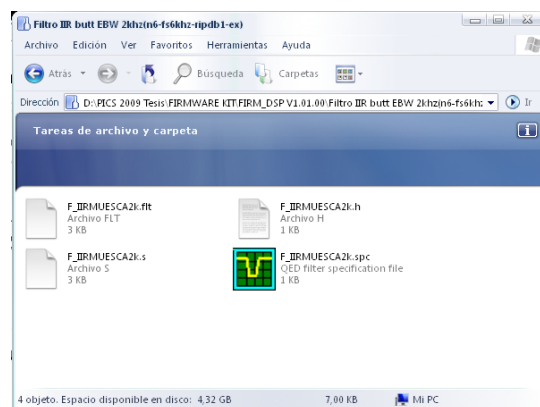 Filtro IIR butt EBW 2khz(n6-fs6khz-ripdb1-ex)
Archivo Edición Ver Favoritos Herramientas Ayuda
Atrás Búsqueda Carpetas
Dirección D:\PICS 2009 Tesis\FIRMWARE KIT\FIRM_DSP V1.01.00\Filtro IIR butt EBW 2khz(n6-fs6kh: Ir
Tareas de archivo y carpeta
F_IIRMUESCA2k.flt
Archivo FLT
3 KB
F_IIRMUESCA2k.h
Archivo H
1 KB
F_IIRMUESCA2k.s
Archivo S
3 KB
F_IIRMUESCA2k.spc
QED filter specification file
1 KB
4 objeto. Espacio disponible en disco: 4,32 GB 7,00 KB Mi PC